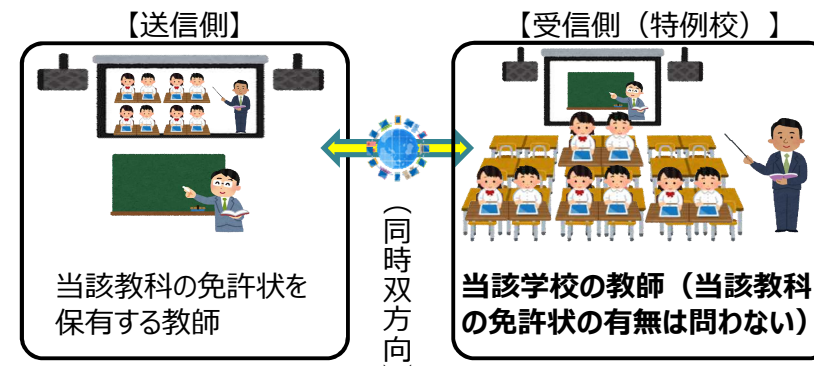 【送信側】
【受信側（特例校）】
（同時双方向）
当該教科の免許状を
保有する教師
当該学校の教師（当該教科
の免許状の有無は問わない）